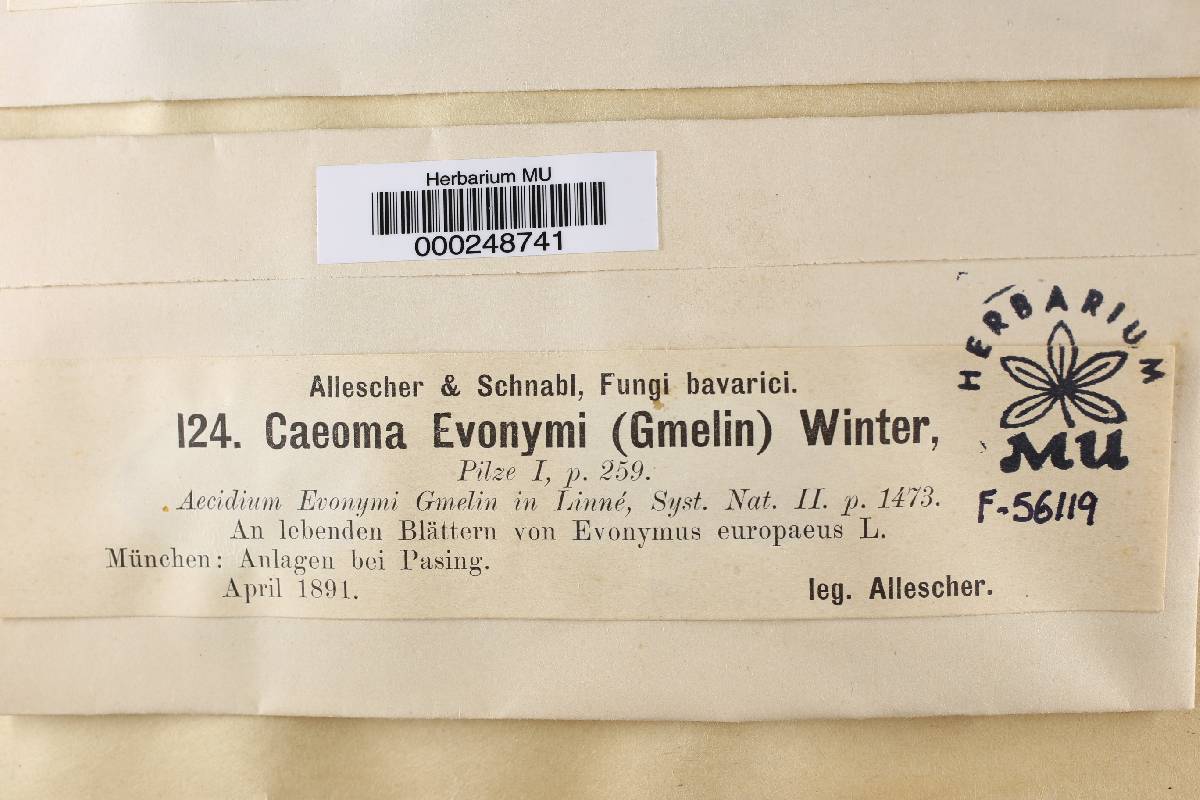 Herbarium MU
000248741
HERBARIUM
MU
F-56119
Allescher & Schnabl, Fungi bavarici.
124. Caeoma Evonymi (Gmelin) Winter,
Pilze I, p. 259.
Aecidium Evonymi Gmelin in Linné, Syst. Nat. II. p. 1473.
An lebenden Blättern von Evonymus europaeus L.
München: Anlagen bei Pasing.
April 1891.
leg. Allescher.